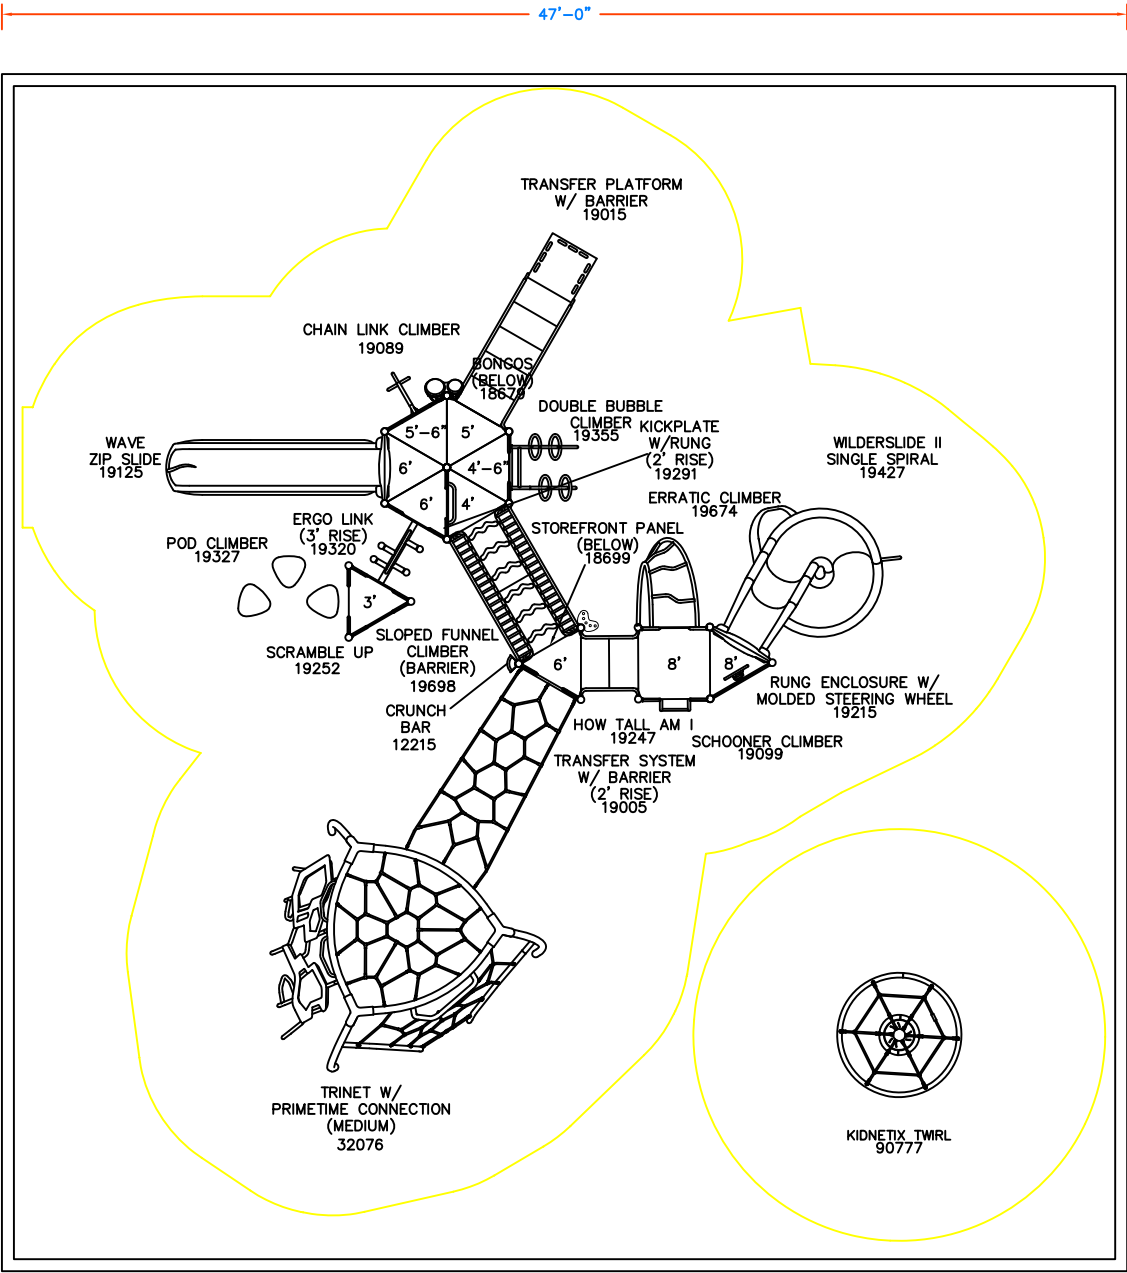 47'-0"
TRANSFER PLATFORM
W/ BARRIER
19015
CHAIN LINK CLIMBER
19089
BONGOS
(BELOW)
18679
DOUBLE BUBBLE
CLIMBER
19355
KICKPLATE
W/RUNG
(2' RISE)
19291
WAVE
ZIP SLIDE
19125
5'-6"
5'
6'
4'-6"
6'
4'
WILDERSLIDE II
SINGLE SPIRAL
19427
ERRATIC CLIMBER
19674
ERGO LINK
(3' RISE)
19320
STOREFRONT PANEL
(BELOW)
18699
POD CLIMBER
19327
3'
SCRAMBLE UP
19252
SLOPED FUNNEL
CLIMBER
(BARRIER)
19698
6'
8'
8'
RUNG ENCLOSURE W/
MOLDED STEERING WHEEL
19215
CRUNCH
BAR
12215
HOW TALL AM I
19247
SCHOONER CLIMBER
19099
TRANSFER SYSTEM
W/ BARRIER
(2' RISE)
19005
TRINET W/
PRIMETIME CONNECTION
(MEDIUM)
32076
KIDNETIX TWIRL
90777